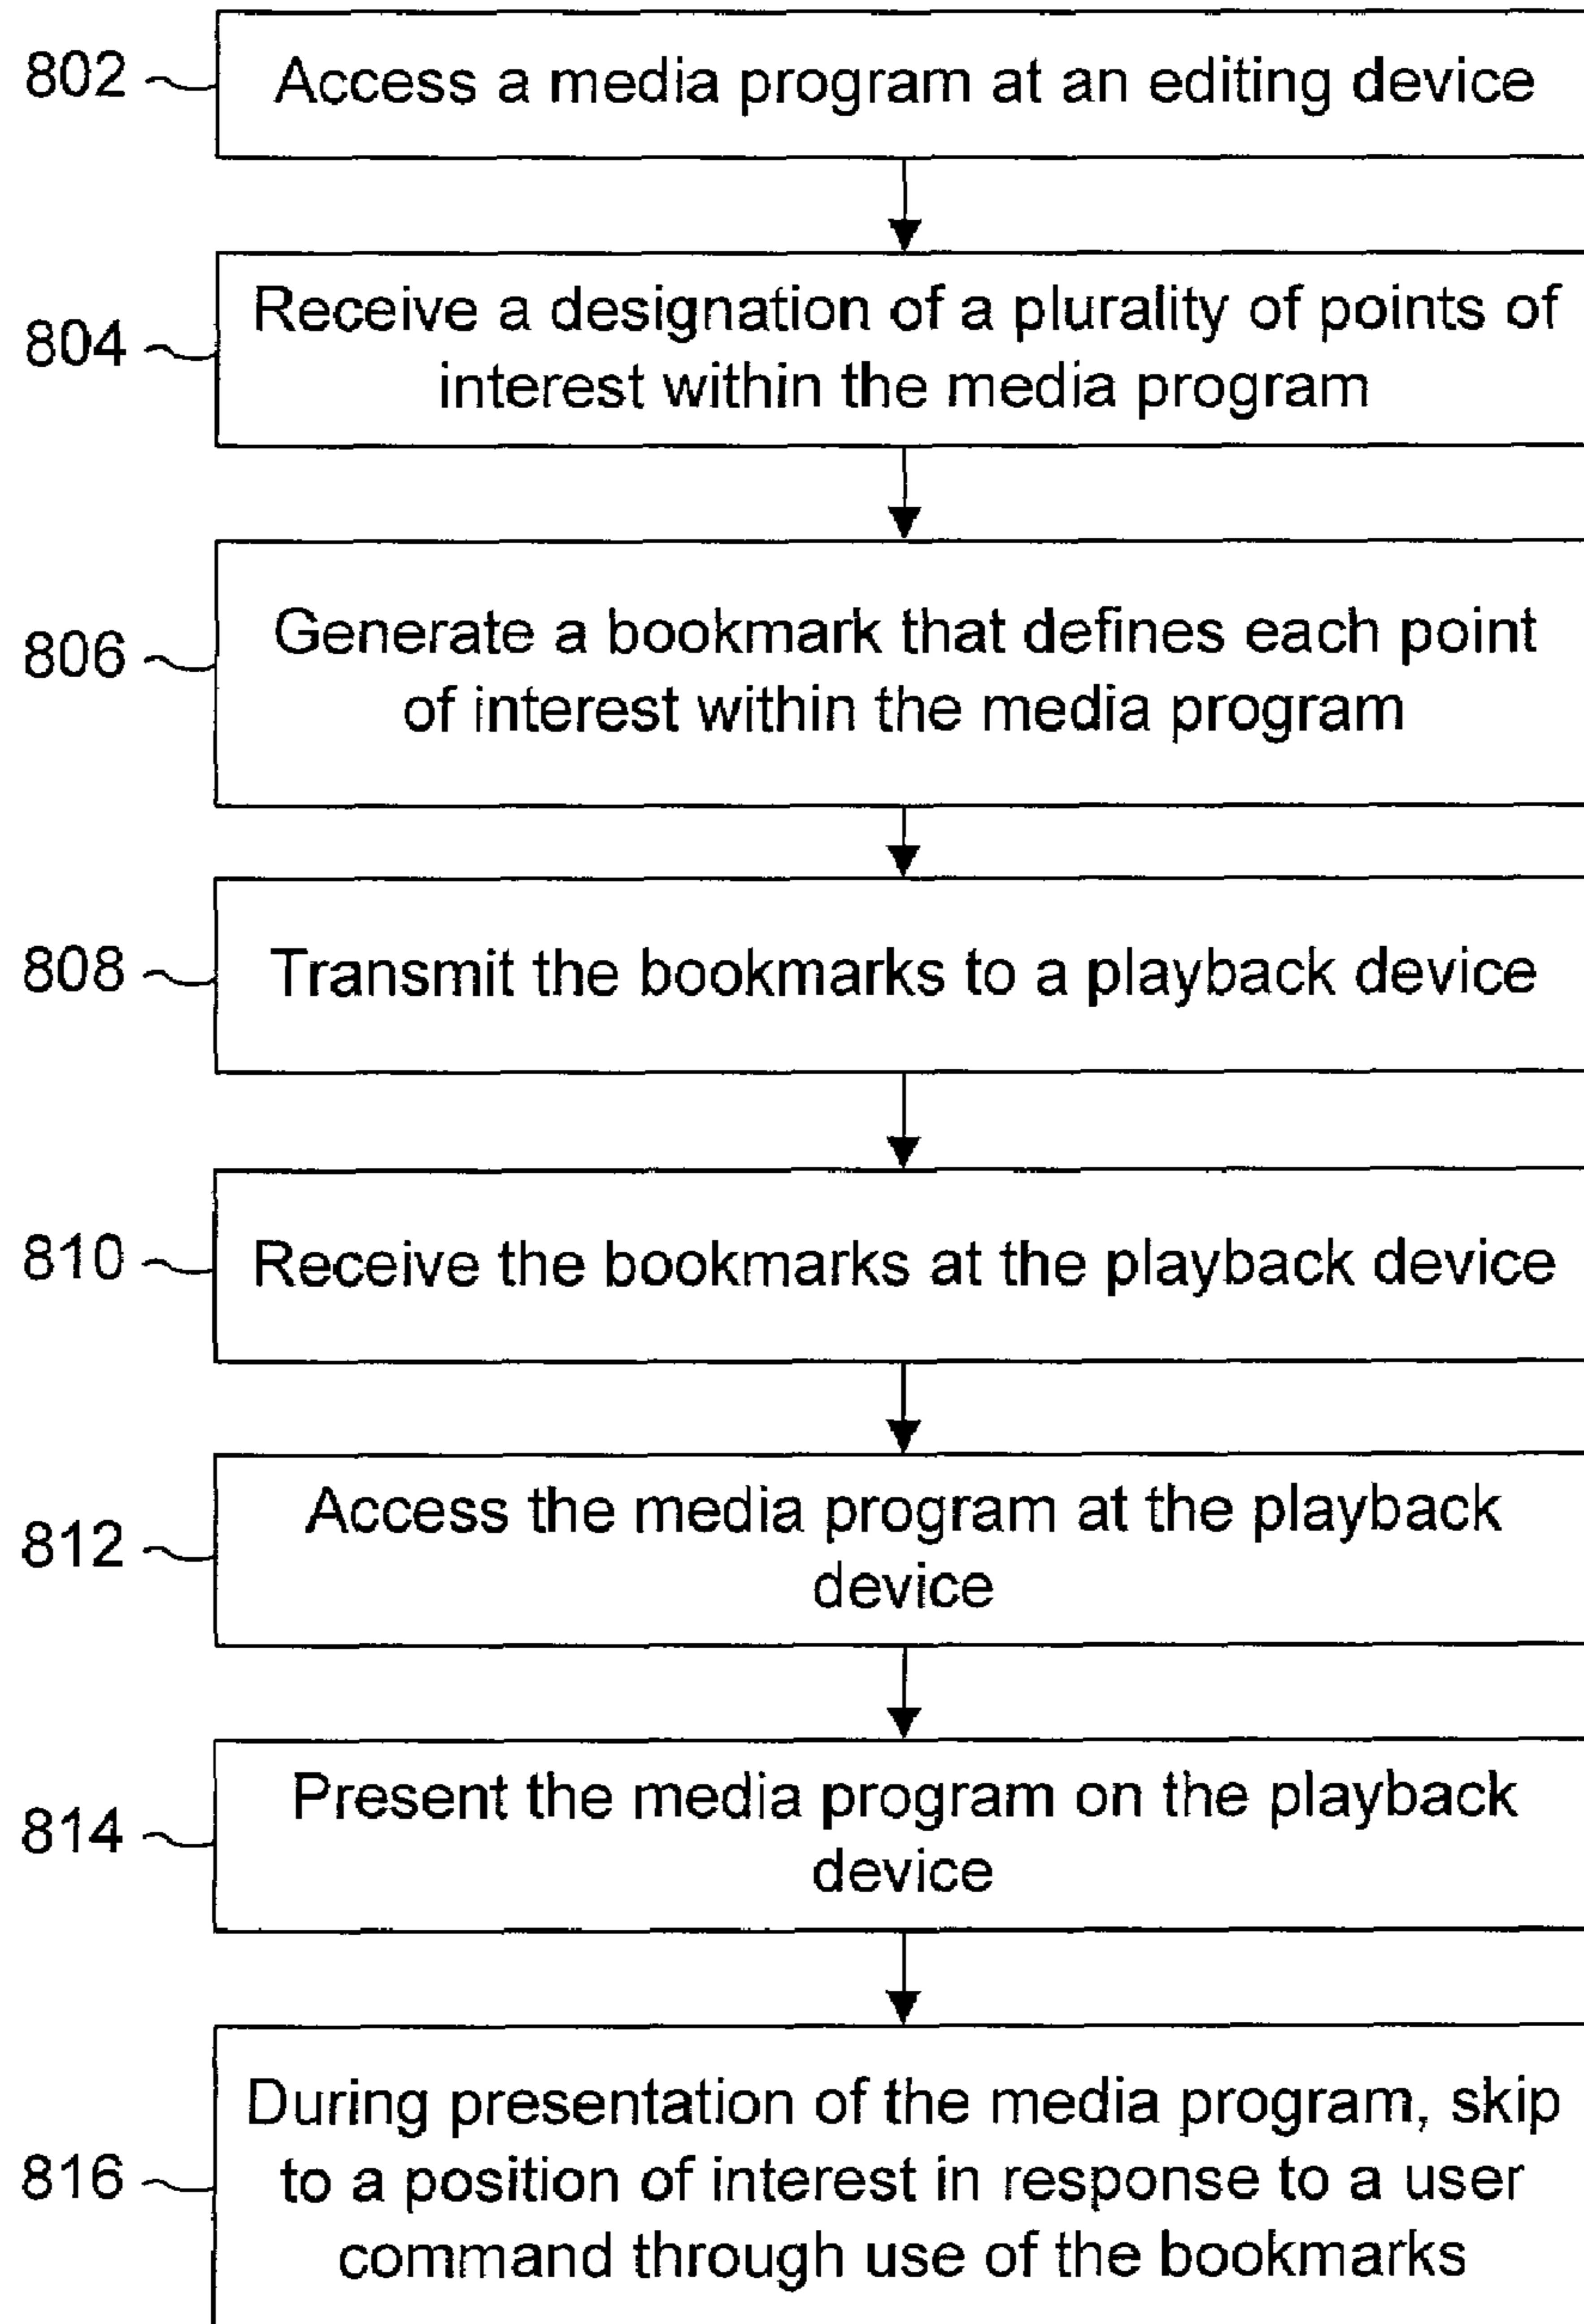 802
Access a media program at an editing device
804
Receive a designation of a plurality of points of
interest within the media program
806
Generate a bookmark that defines each point
of interest within the media program
808
Transmit the bookmarks to a playback device
810
Receive the bookmarks at the playback device
812
Access the media program at the playback
device
814
Present the media program on the playback
device
816
During presentation of the media program, skip
to a position of interest in response to a user
command through use of the bookmarks